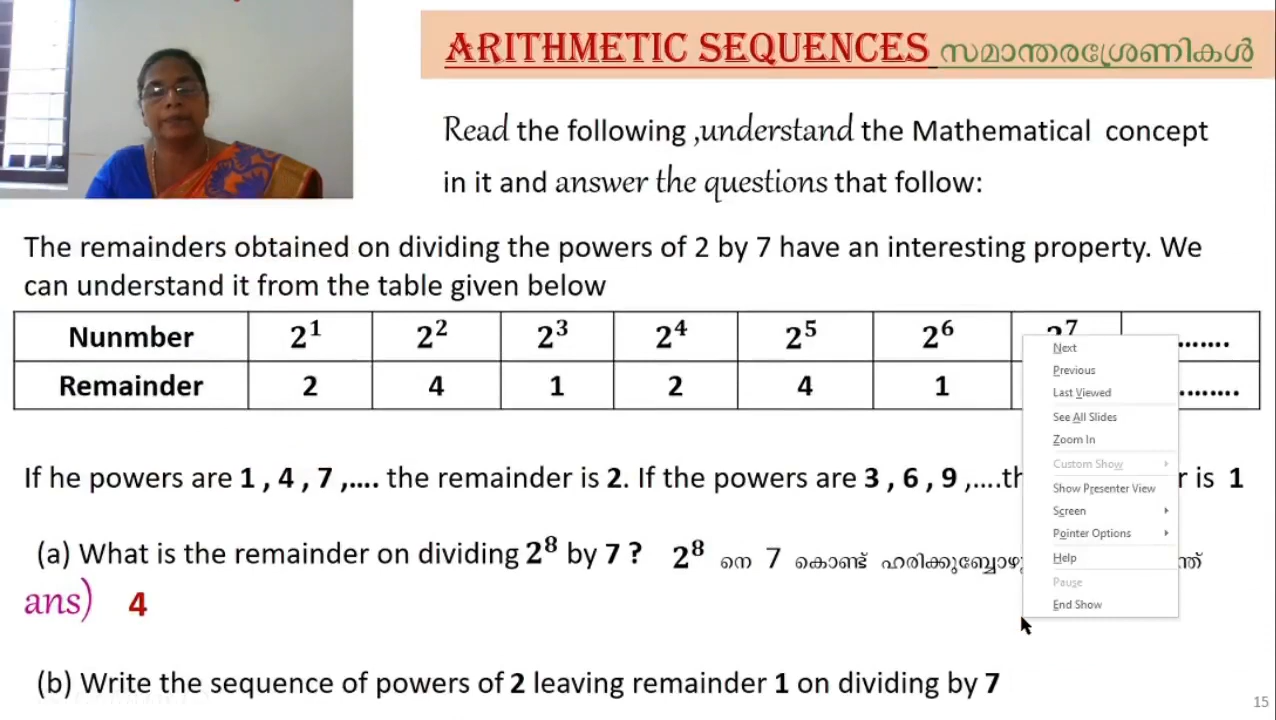 ARITHMETIC SEQUENCES സമാന്തരശ്രേണികൾ
Read the following ,understand the Mathematical concept
in it and answer the questions that follow:
The remainders obtained on dividing the powers of 2 by 7 have an interesting property. We
can understand it from the table given below
Nunmber 2¹ 2² 2³ 2⁴ 2⁵ 2⁶ 2⁷ ........
Remainder 2 4 1 2 4 1 ........
Next
Previous
Last Viewed
See All Slides
Zoom In
Custom Show
Show Presenter View
Screen
Pointer Options
Help
Pause
End Show
If he powers are 1 , 4 , 7 ,.... the remainder is 2. If the powers are 3 , 6 , 9 ,.... is 1
(a) What is the remainder on dividing 2⁸ by 7 ? 2⁸ നെ 7 കൊണ്ട്
ans) 4
(b) Write the sequence of powers of 2 leaving remainder 1 on dividing by 7
15